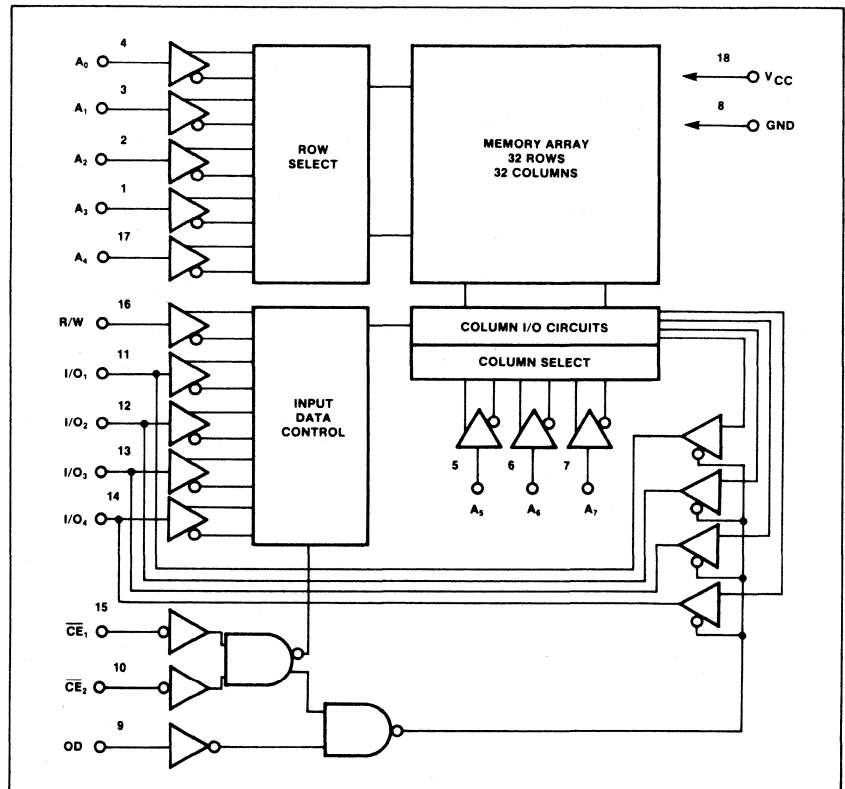 4
A₀
3
A₁
2
A₂
1
A₃
17
A₄
ROW
SELECT
MEMORY ARRAY
32 ROWS
32 COLUMNS
18
VCC
8
GND
16
R/W
11
I/O₁
12
I/O₂
13
I/O₃
14
I/O₄
INPUT
DATA
CONTROL
COLUMN I/O CIRCUITS
COLUMN SELECT
5 6 7
A₅ A₆ A₇
15
C̅E̅₁
10
C̅E̅₂
9
OD